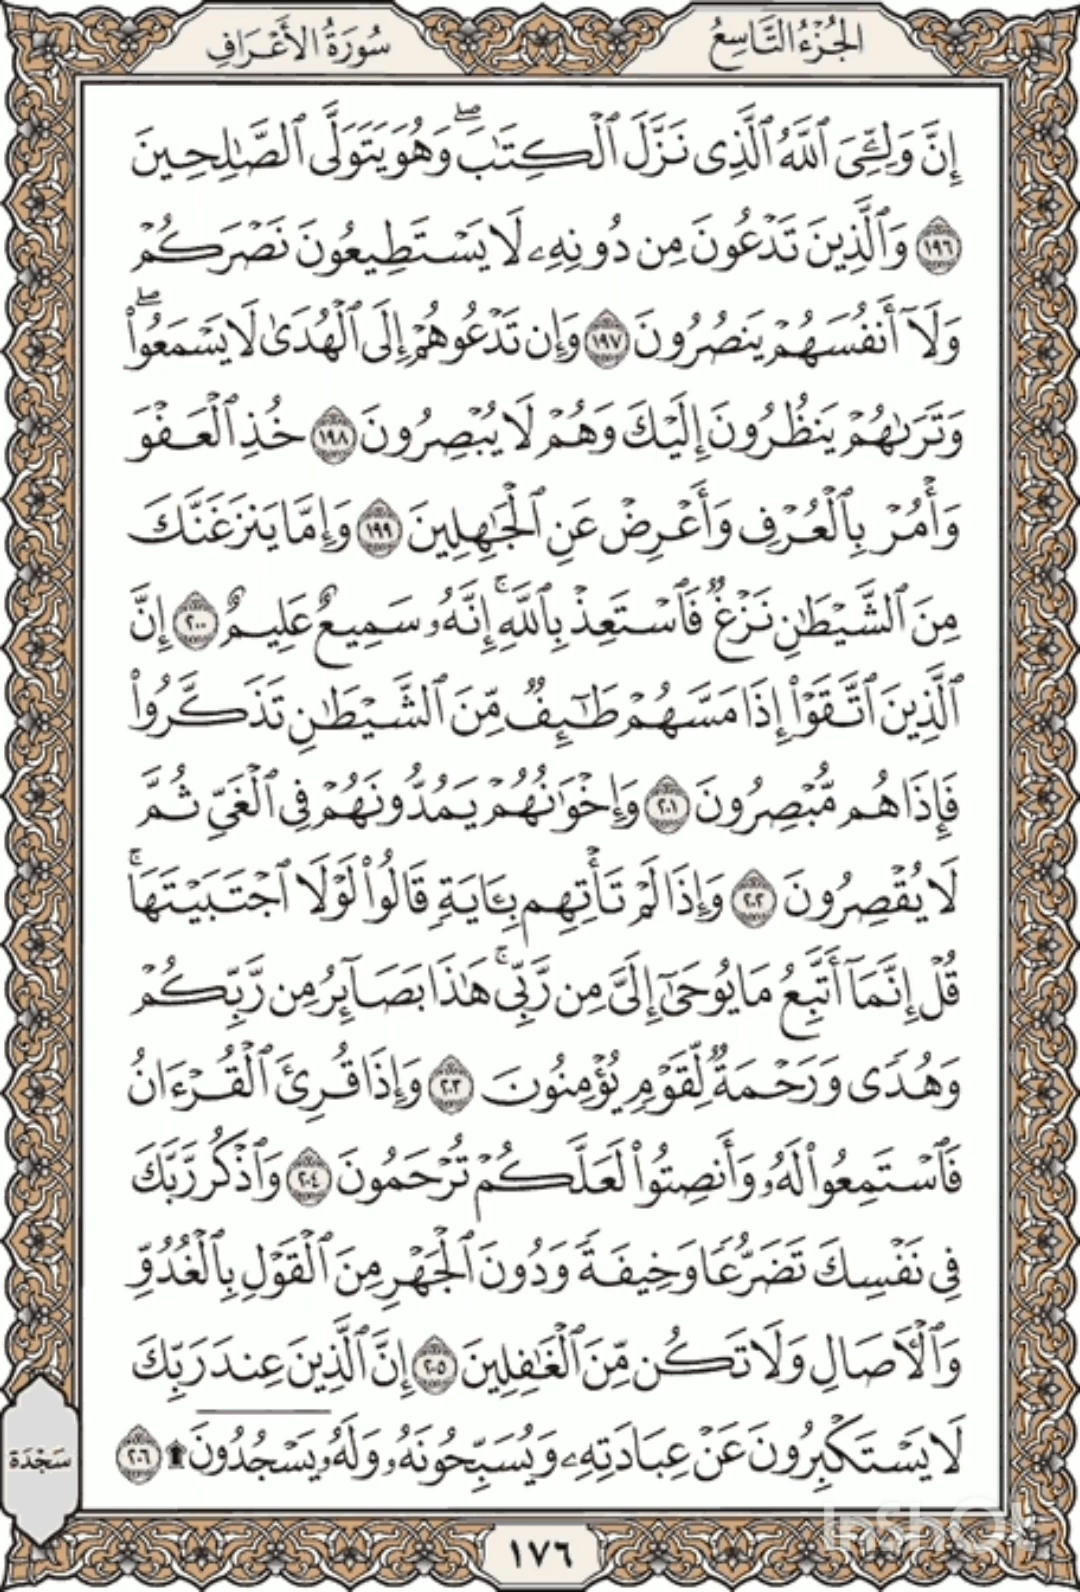 الجُزْءُ التَّاسِعُ
سُورَةُ الأَعْرَافِ
إِنَّ وَلِـِّۧيَ ٱللَّهُ ٱلَّذِي نَزَّلَ ٱلْكِتَٰبَۖ وَهُوَ يَتَوَلَّى ٱلصَّٰلِحِينَ
١٩٦ وَٱلَّذِينَ تَدْعُونَ مِن دُونِهِۦ لَا يَسْتَطِيعُونَ نَصْرَكُمْ
وَلَآ أَنفُسَهُمْ يَنصُرُونَ ١٩٧ وَإِن تَدْعُوهُمْ إِلَى ٱلْهُدَىٰ لَا يَسْمَعُوا۟ۖ
وَتَرَىٰهُمْ يَنظُرُونَ إِلَيْكَ وَهُمْ لَا يُبْصِرُونَ ١٩٨ خُذِ ٱلْعَفْوَ
وَأْمُرْ بِٱلْعُرْفِ وَأَعْرِضْ عَنِ ٱلْجَٰهِلِينَ ١٩٩ وَإِمَّا يَنزَغَنَّكَ
مِنَ ٱلشَّيْطَٰنِ نَزْغٌ فَٱسْتَعِذْ بِٱللَّهِۚ إِنَّهُۥ سَمِيعٌ عَلِيمٌ ٢٠٠ إِنَّ
ٱلَّذِينَ ٱتَّقَوْا۟ إِذَا مَسَّهُمْ طَٰٓئِفٌ مِّنَ ٱلشَّيْطَٰنِ تَذَكَّرُوا۟
فَإِذَا هُم مُّبْصِرُونَ ٢٠١ وَإِخْوَٰنُهُمْ يَمُدُّونَهُمْ فِي ٱلْغَيِّ ثُمَّ
لَا يُقْصِرُونَ ٢٠٢ وَإِذَا لَمْ تَأْتِهِم بِـَٔايَةٍ قَالُوا۟ لَوْلَا ٱجْتَبَيْتَهَاۚ
قُلْ إِنَّمَآ أَتَّبِعُ مَا يُوحَىٰٓ إِلَىَّ مِن رَّبِّيۚ هَٰذَا بَصَآئِرُ مِن رَّبِّكُمْ
وَهُدًى وَرَحْمَةٌ لِّقَوْمٍ يُؤْمِنُونَ ٢٠٣ وَإِذَا قُرِئَ ٱلْقُرْءَانُ
فَٱسْتَمِعُوا۟ لَهُۥ وَأَنصِتُوا۟ لَعَلَّكُمْ تُرْحَمُونَ ٢٠٤ وَٱذْكُر رَّبَّكَ
فِي نَفْسِكَ تَضَرُّعًا وَخِيفَةً وَدُونَ ٱلْجَهْرِ مِنَ ٱلْقَوْلِ بِٱلْغُدُوِّ
وَٱلْءَاصَالِ وَلَا تَكُن مِّنَ ٱلْغَٰفِلِينَ ٢٠٥ إِنَّ ٱلَّذِينَ عِندَ رَبِّكَ
لَا يَسْتَكْبِرُونَ عَنْ عِبَادَتِهِۦ وَيُسَبِّحُونَهُۥ وَلَهُۥ يَسْجُدُونَ ۩ ٢٠٦
سَجْدَة
١٧٦
InShOt